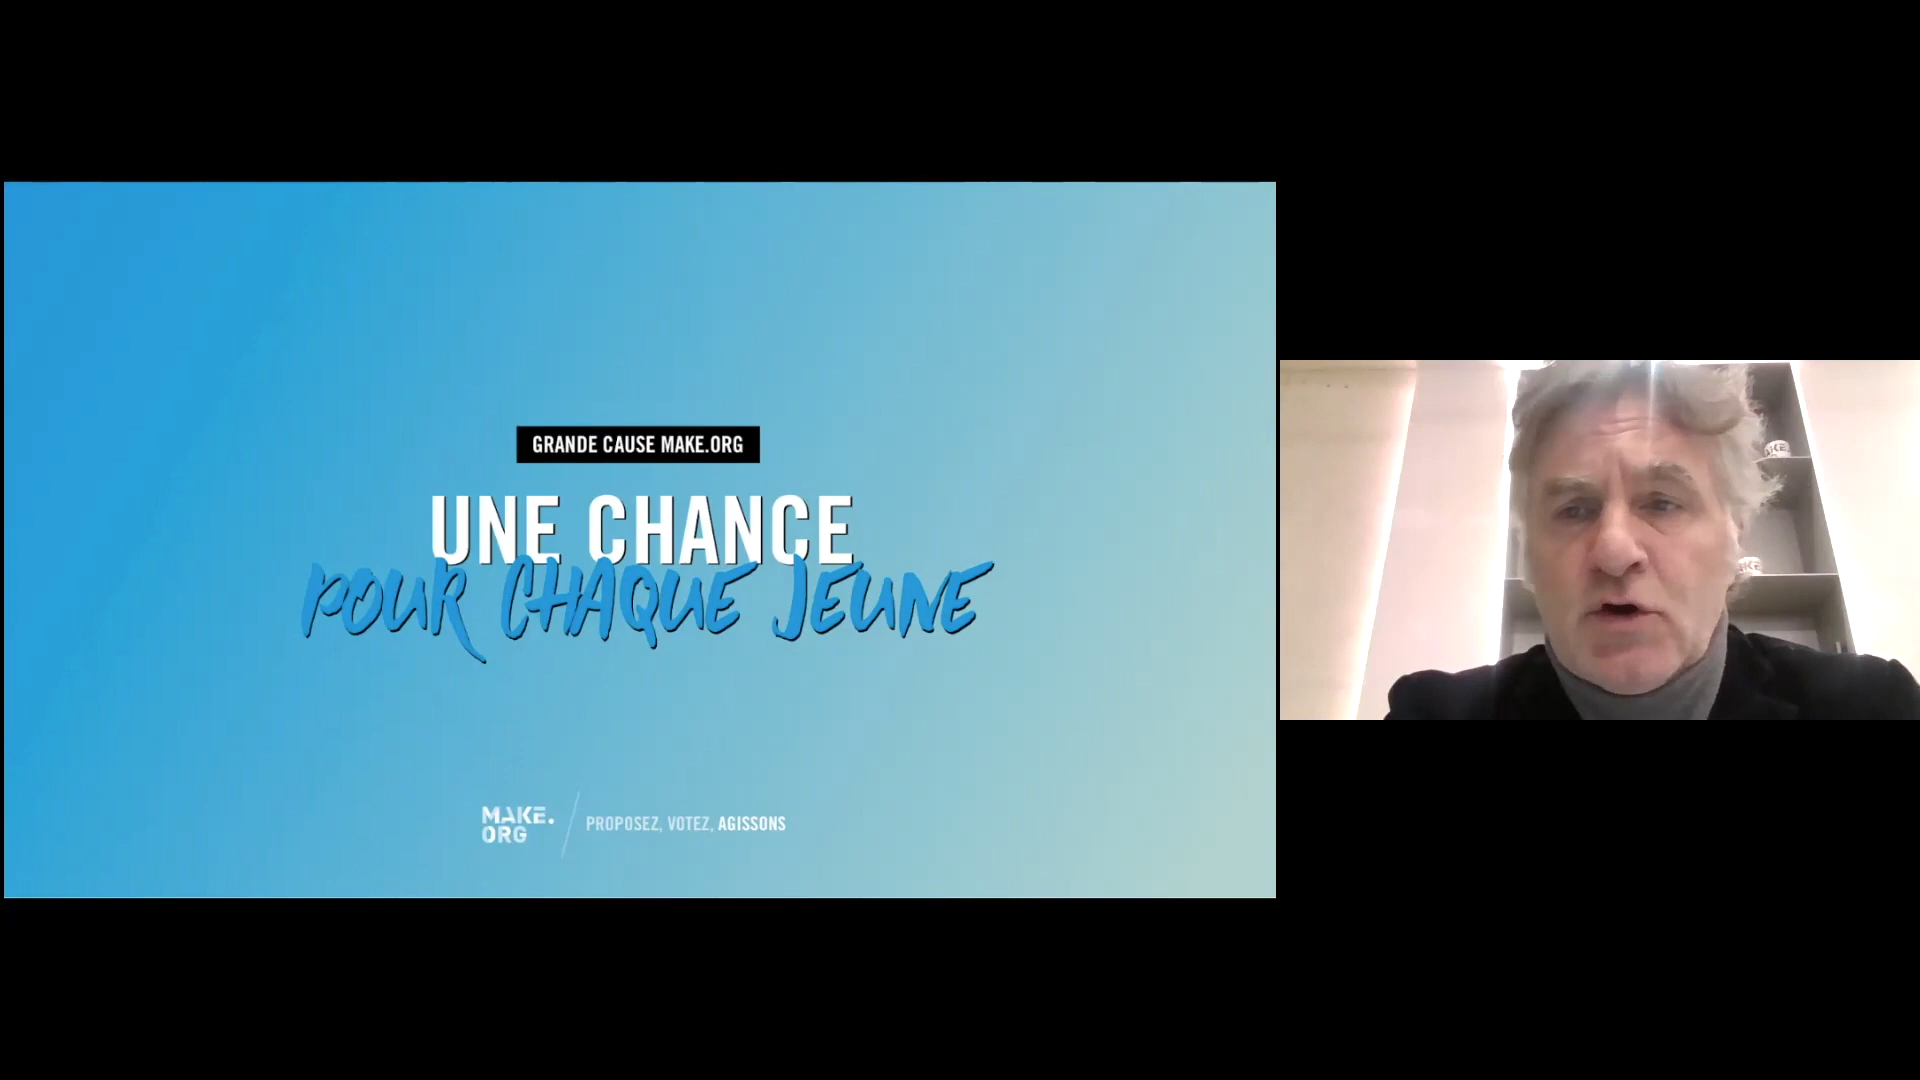 GRANDE CAUSE MAKE.ORG
UNE CHANCE
POUR CHAQUE JEUNE
MAKE.
ORG
PROPOSEZ, VOTEZ, AGISSONS